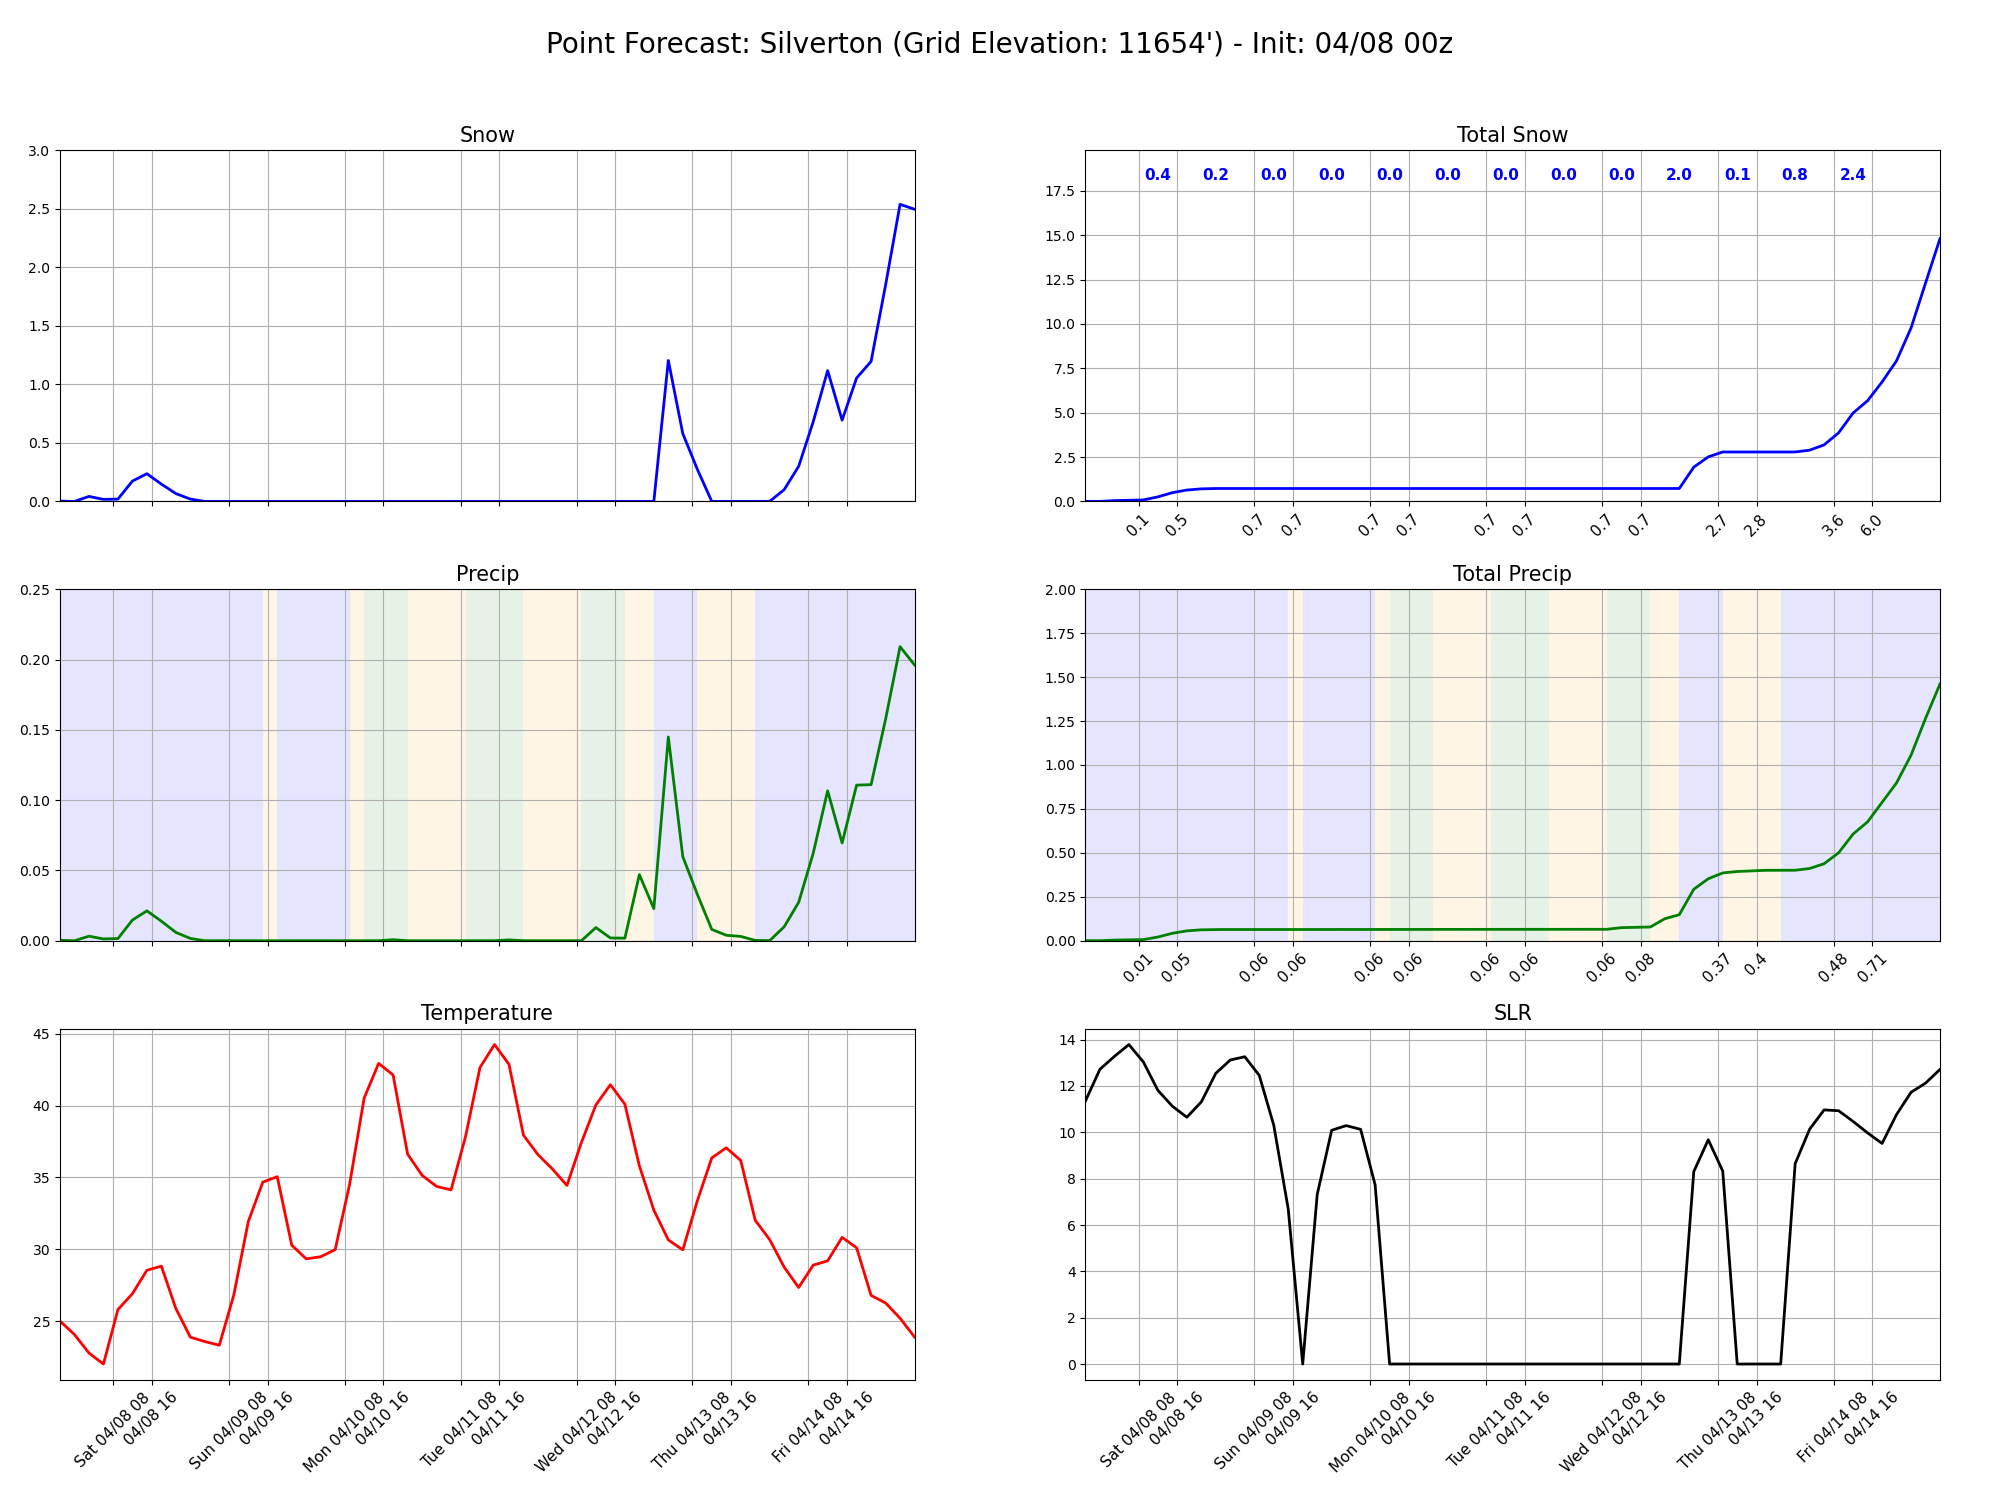 Point Forecast: Silverton (Grid Elevation: 11654') - Init: 04/08 00z
Snow
3.0
2.5
2.0
1.5
1.0
0.5
0.0
Total Snow
0.4 0.2 0.0 0.0 0.0 0.0 0.0 0.0 0.0 2.0 0.1 0.8 2.4
17.5
15.0
12.5
10.0
7.5
5.0
2.5
0.0
0.1 0.5 0.7 0.7 0.7 0.7 0.7 0.7 0.7 0.7 2.7 2.8 3.6 6.0
Precip
0.25
0.20
0.15
0.10
0.05
0.00
Total Precip
2.00
1.75
1.50
1.25
1.00
0.75
0.50
0.25
0.00
0.01 0.05 0.06 0.06 0.06 0.06 0.06 0.06 0.06 0.08 0.37 0.4 0.48 0.71
Temperature
45
40
35
30
25
Sat 04/08 08
04/08 16
Sun 04/09 08
04/09 16
Mon 04/10 08
04/10 16
Tue 04/11 08
04/11 16
Wed 04/12 08
04/12 16
Thu 04/13 08
04/13 16
Fri 04/14 08
04/14 16
SLR
14
12
10
8
6
4
2
0
Sat 04/08 08
04/08 16
Sun 04/09 08
04/09 16
Mon 04/10 08
04/10 16
Tue 04/11 08
04/11 16
Wed 04/12 08
04/12 16
Thu 04/13 08
04/13 16
Fri 04/14 08
04/14 16